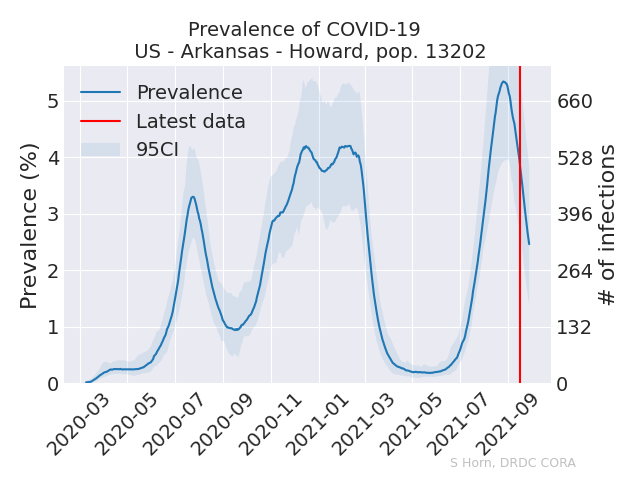 Prevalence of COVID-19
US - Arkansas - Howard, pop. 13202
Prevalence
Latest data
95CI
Prevalence (%)
5
4
3
2
1
0
660
528
396
264
132
0
# of infections
2020-03
2020-05
2020-07
2020-09
2020-11
2021-01
2021-03
2021-05
2021-07
2021-09
S Horn, DRDC CORA